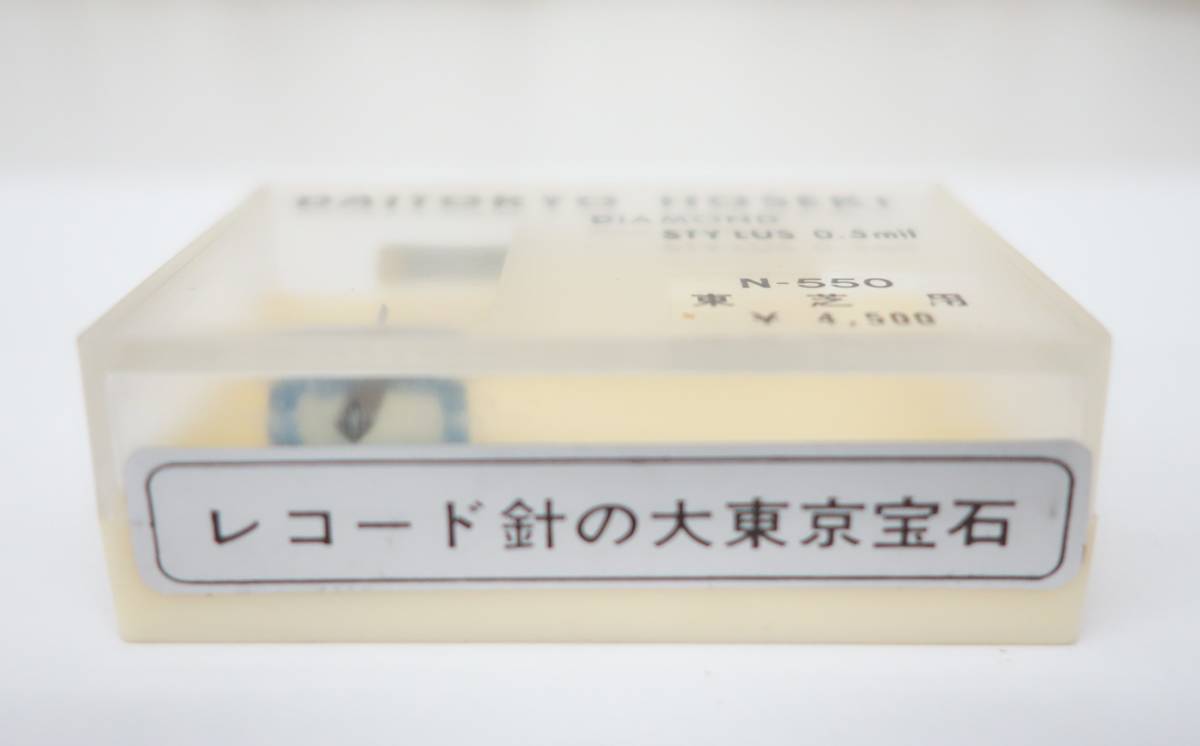 DAITOKYO HOSEKI
DIAMOND
STYLUS 0.5mil
N-550
東芝用
¥ 4,500
レコード針の大東京宝石